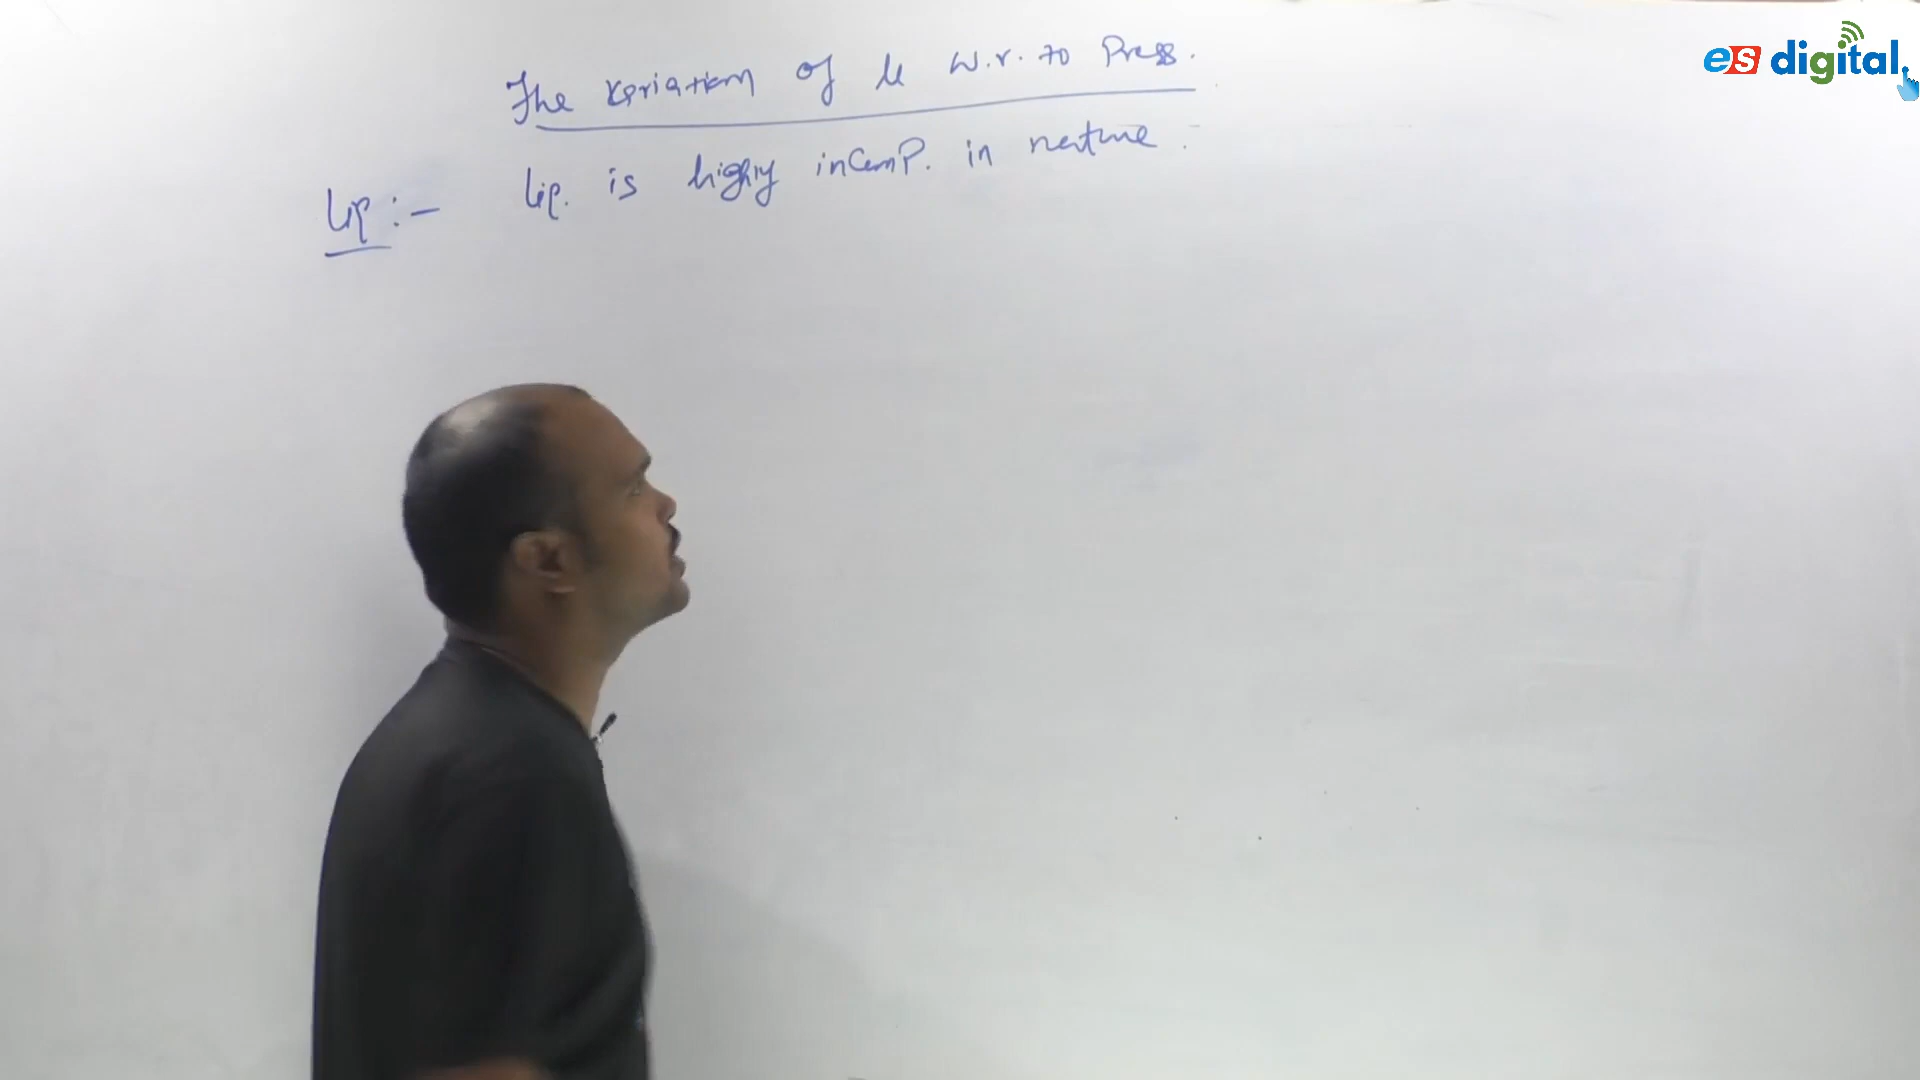 es digital.
The variation of μ w.r. to Press.
liq :- liq. is highly incomp. in nature.